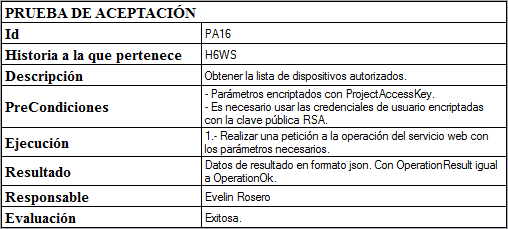 PRUEBA DE ACEPTACIÓN
Id PA16
Historia a la que pertenece H6WS
Descripción Obtener la lista de dispositivos autorizados.
PreCondiciones - Parámetros encriptados con ProjectAccessKey.
- Es necesario usar las credenciales de usuario encriptadas
con la clave pública RSA.
Ejecución 1.- Realizar una petición a la operación del servicio web con
los parámetros necesarios.
Resultado Datos de resultado en formato json. Con OperationResult igual
a OperationOk.
Responsable Evelin Rosero
Evaluación Exitosa.